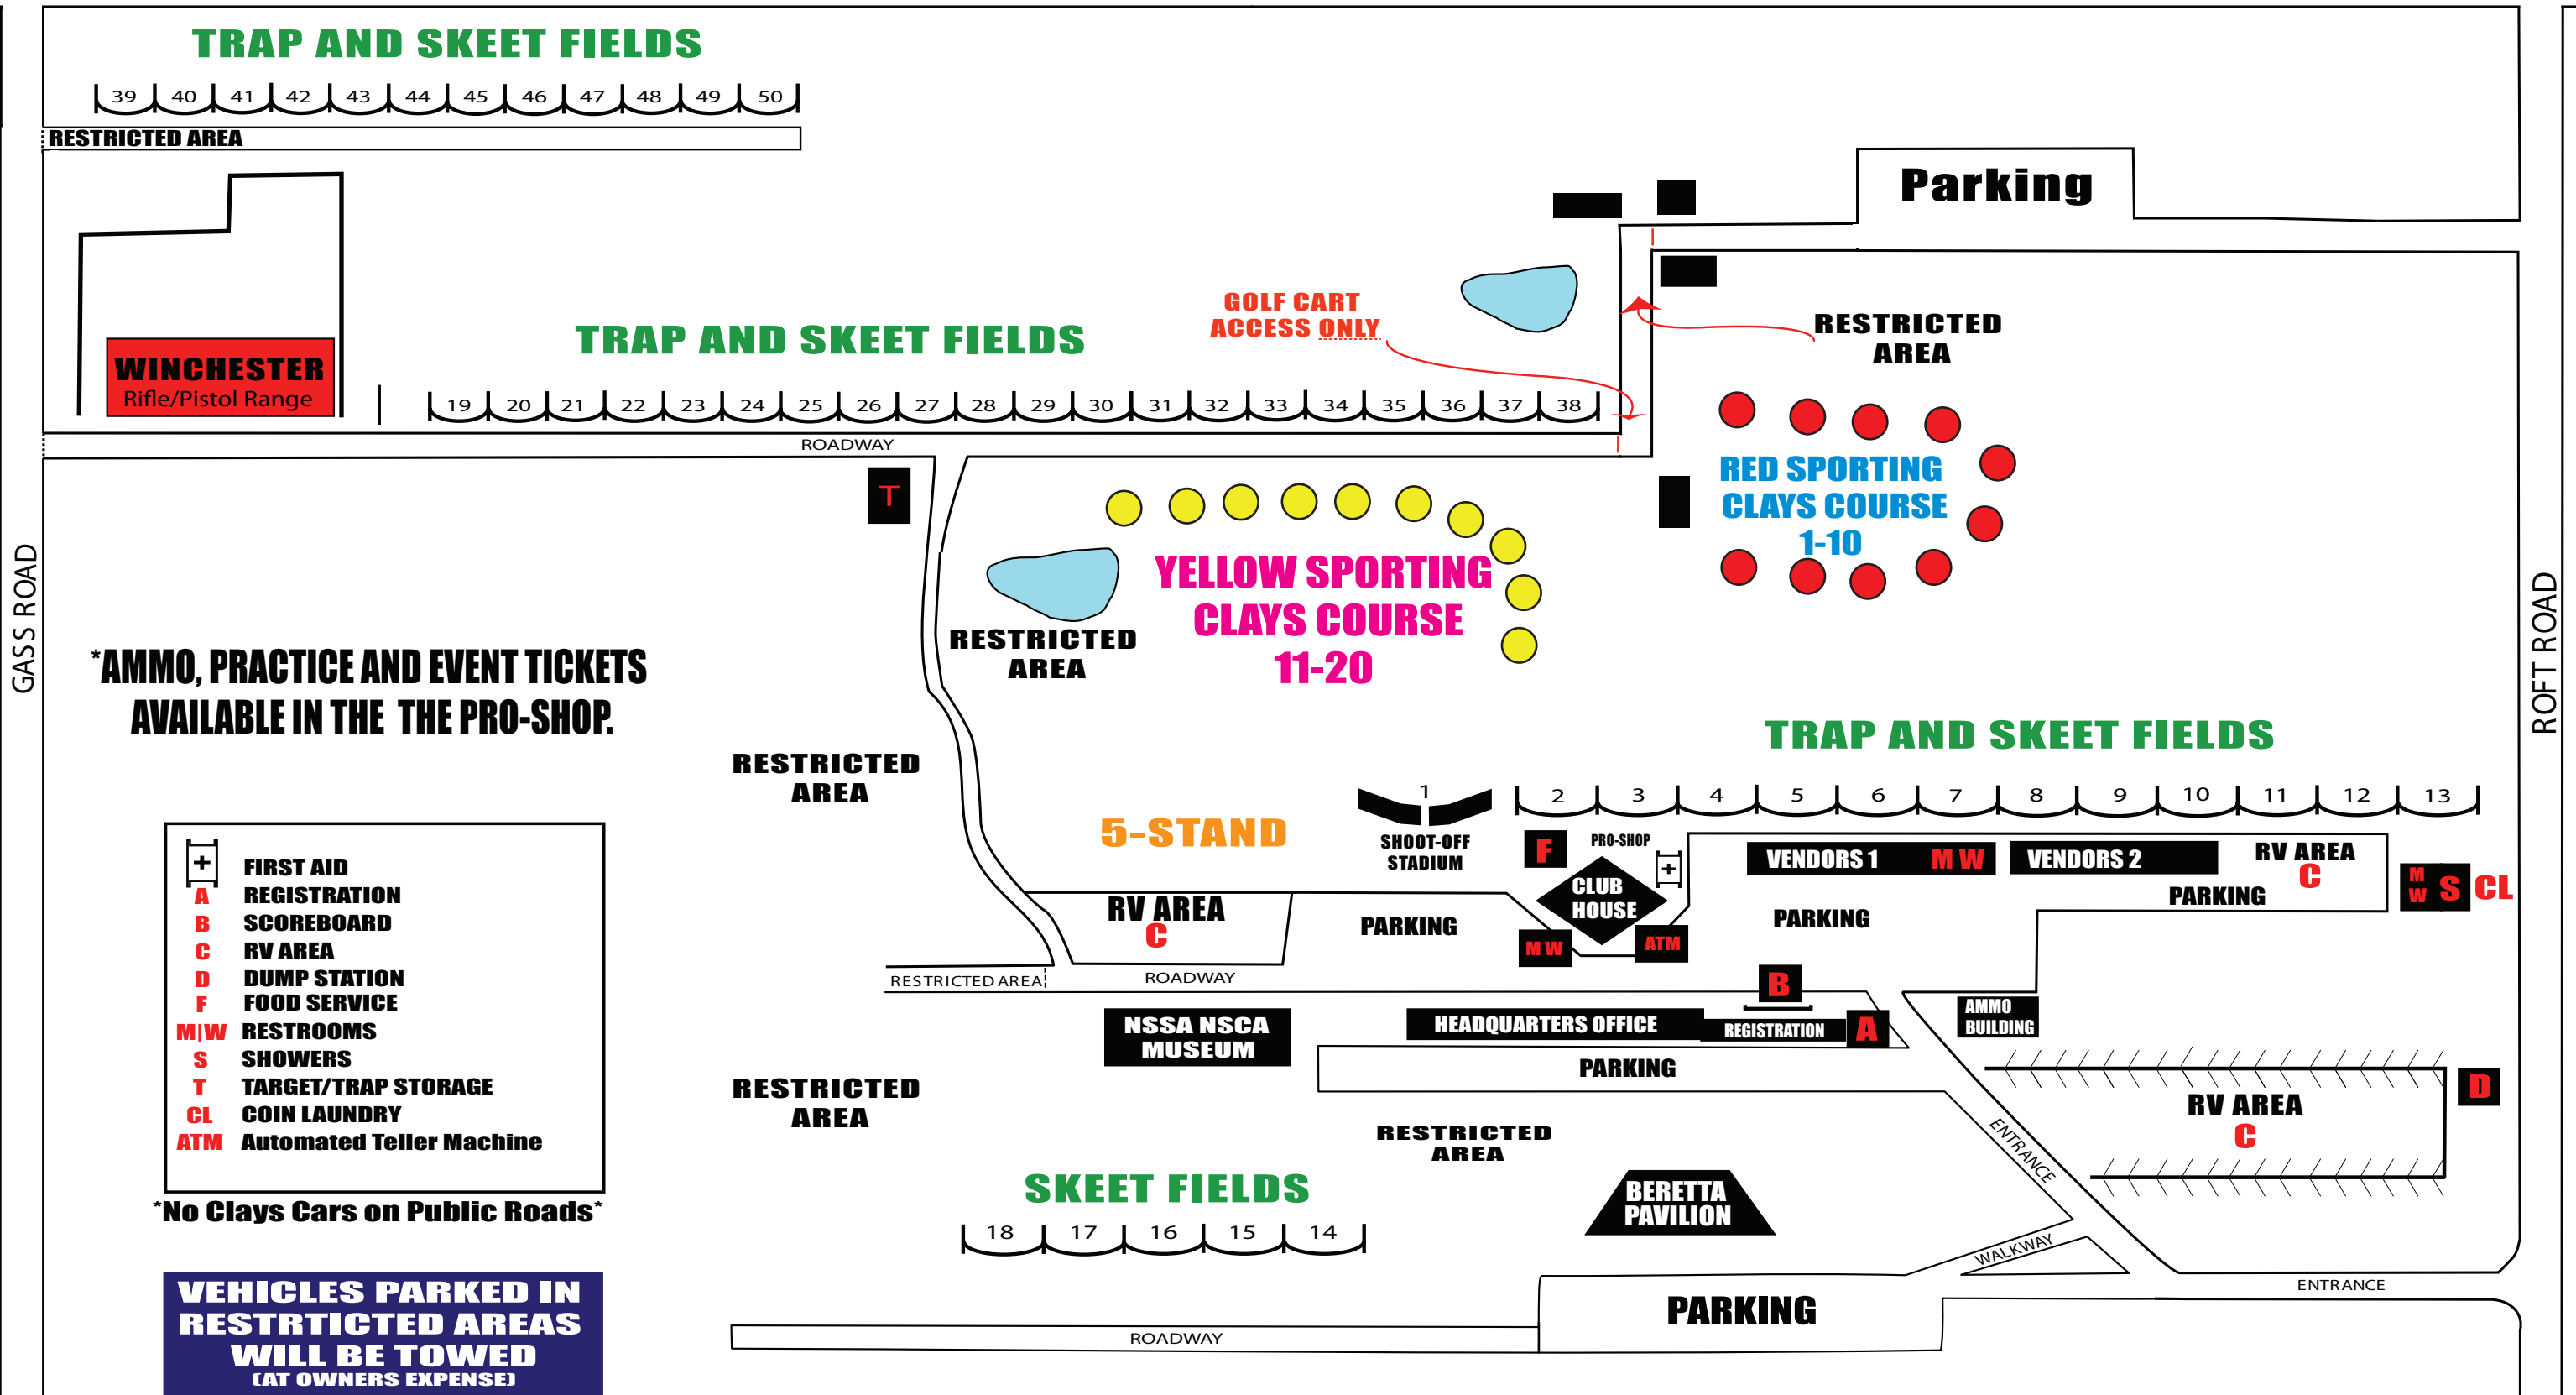 TRAP AND SKEET FIELDS
39 40 41 42 43 44 45 46 47 48 49 50
RESTRICTED AREA
Parking
WINCHESTER
Rifle/Pistol Range
TRAP AND SKEET FIELDS
GOLF CART
ACCESS ONLY
RESTRICTED
AREA
19 20 21 22 23 24 25 26 27 28 29 30 31 32 33 34 35 36 37 38
ROADWAY
T
RED SPORTING
CLAYS COURSE
1-10
YELLOW SPORTING
CLAYS COURSE
11-20
RESTRICTED
AREA
GASS ROAD
ROFT ROAD
*AMMO, PRACTICE AND EVENT TICKETS
AVAILABLE IN THE THE PRO-SHOP.
RESTRICTED
AREA
TRAP AND SKEET FIELDS
1 2 3 4 5 6 7 8 9 10 11 12 13
5-STAND
SHOOT-OFF
STADIUM
F
PRO-SHOP
+
CLUB
HOUSE
VENDORS 1 M W
VENDORS 2
RV AREA
C
PARKING
M
W
S CL
RV AREA
C
PARKING
M W
ATM
PARKING
RESTRICTED AREA
ROADWAY
B
NSSA NSCA
MUSEUM
HEADQUARTERS OFFICE
REGISTRATION
A
AMMO
BUILDING
PARKING
RESTRICTED
AREA
RESTRICTED
AREA
ENTRANCE
RV AREA
C
D
+ FIRST AID
A REGISTRATION
B SCOREBOARD
C RV AREA
D DUMP STATION
F FOOD SERVICE
M|W RESTROOMS
S SHOWERS
T TARGET/TRAP STORAGE
CL COIN LAUNDRY
ATM Automated Teller Machine
*No Clays Cars on Public Roads*
SKEET FIELDS
18 17 16 15 14
BERETTA
PAVILION
WALKWAY
ENTRANCE
PARKING
ROADWAY
VEHICLES PARKED IN
RESTRTICTED AREAS
WILL BE TOWED
(AT OWNERS EXPENSE)